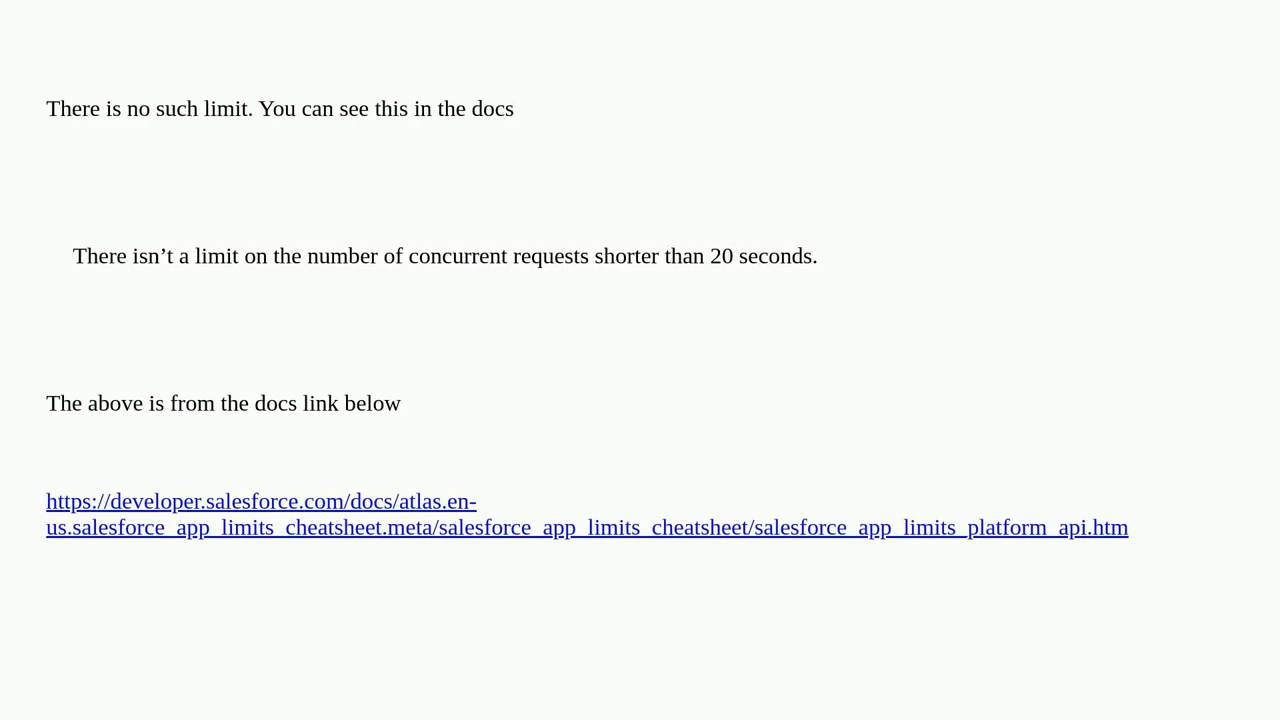 There is no such limit. You can see this in the docs
There isn’t a limit on the number of concurrent requests shorter than 20 seconds.
The above is from the docs link below
https://developer.salesforce.com/docs/atlas.en-
us.salesforce_app_limits_cheatsheet.meta/salesforce_app_limits_cheatsheet/salesforce_app_limits_platform_api.htm